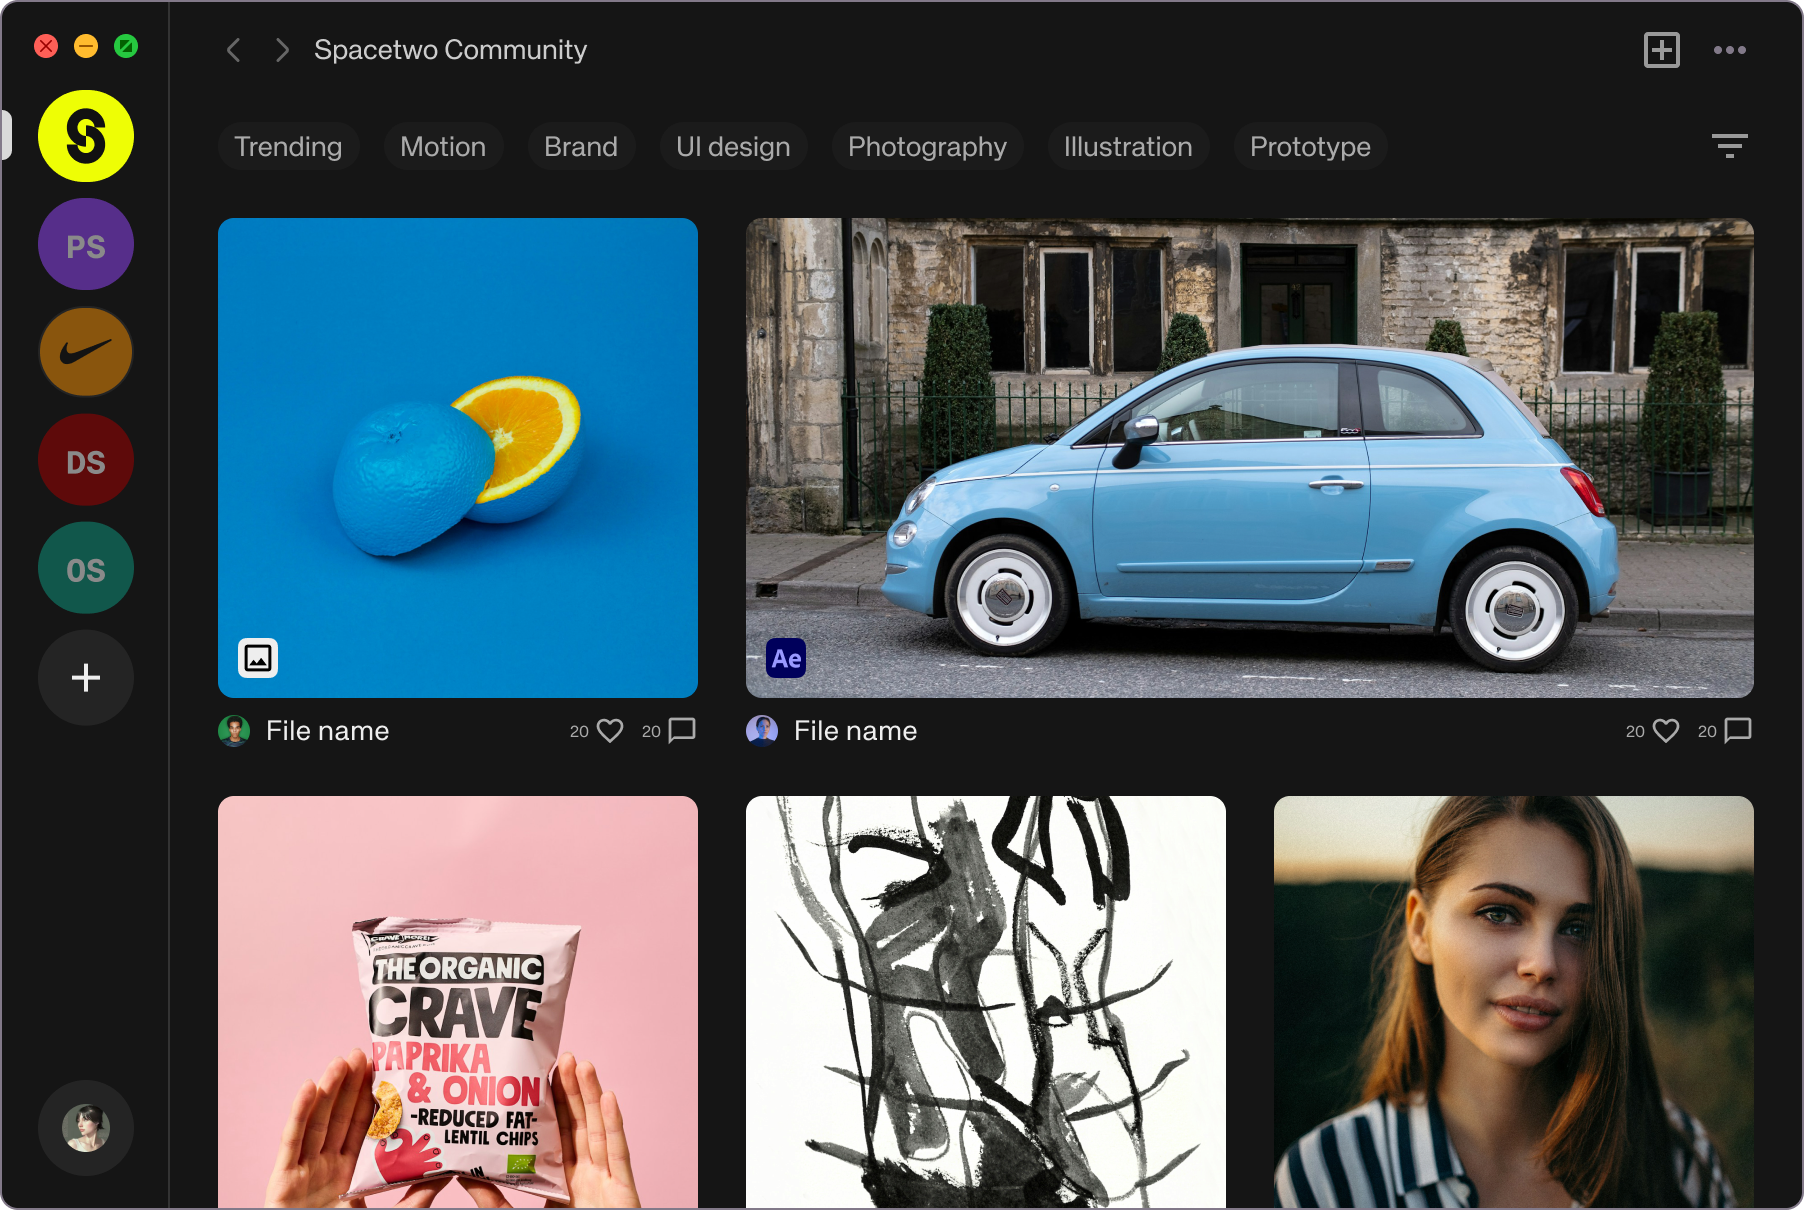 Spacetwo Community
Trending
Motion
Brand
UI design
Photography
Illustration
Prototype
S
PS
DS
OS
Ae
File name
20
20
File name
20
20
THE ORGANIC
CRAVE
PAPRIKA
& ONION
-REDUCED FAT-
LENTIL CHIPS
IN